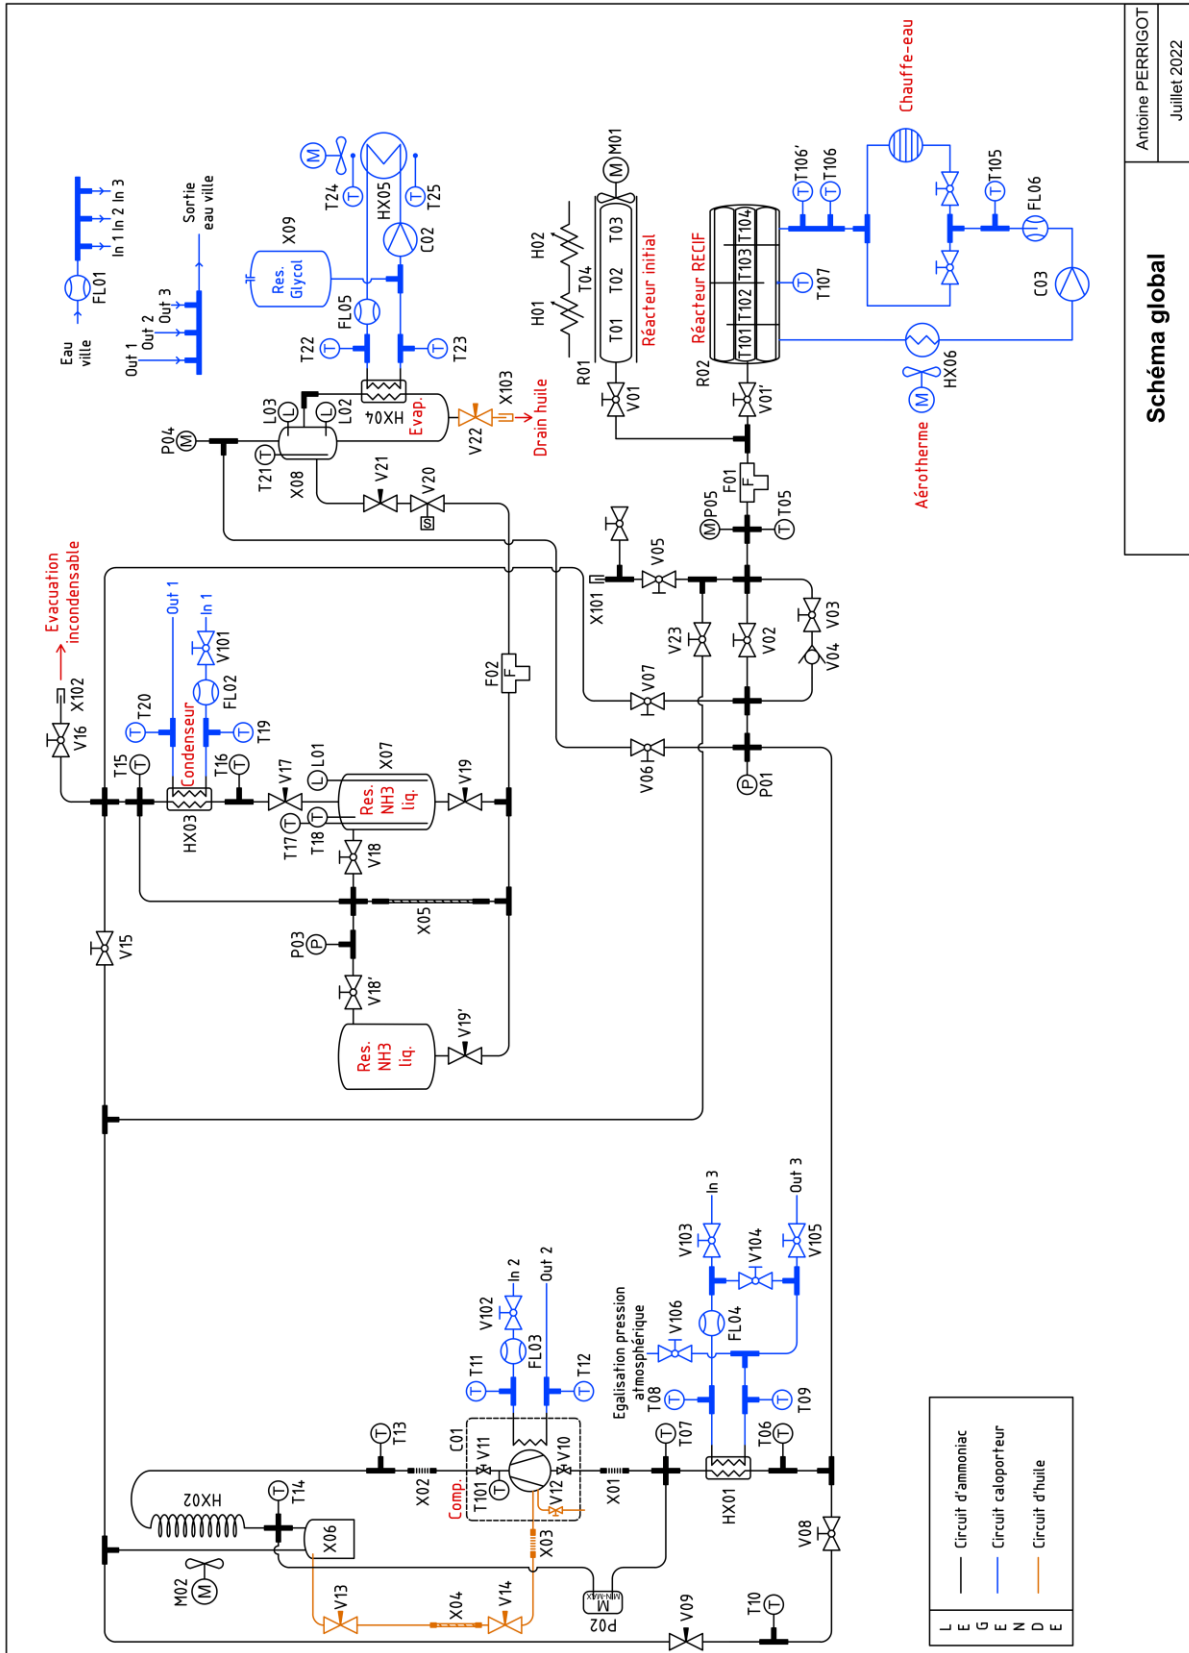 Eau
ville
FL01
In 1
In 2
In 3
Out 1
Out 2
Out 3
Sortie
eau ville
X09
Res.
Glycol
M
T24
T
HX05
T25
T
C02
FL05
T22
T
T23
T
HX04
Evap.
X103
V22
Drain huile
P04
M
L03
L
L02
L
T21
T
X08
V21
V20
S
H01
H02
T04
R01
T01
T02
T03
M
M01
Réacteur initial
V01
Réacteur RECIF
R02
T101
T102
T103
T104
V01'
T
T106'
T
T106
T
T107
Chauffe-eau
T
T105
FL06
C03
HX06
M
Aérotherme
F01
F
M
P05
T
T05
X101
V05
V23
V02
V03
V04
V07
V06
P
P01
Evacuation
incondensable
X102
V16
T15
T
T20
T
Out 1
In 1
V101
FL02
T19
T
Condenseur
HX03
T16
T
V17
L01
L
X07
T17
T
T18
T
Res.
NH3
liq.
V19
V18
F02
F
X05
P03
P
V18'
Res.
NH3
liq.
V19'
V15
HX02
M02
M
T14
T
X06
T13
T
X02
Comp.
C01
V11
T101
T
V10
V12
X01
X03
V13
X04
V14
M
MIN-MAX
P02
T11
T
V102
In 2
FL03
Out 2
T12
T
Egalisation pression
atmosphérique
V106
T08
T
FL04
V103
In 3
V104
V105
Out 3
T09
T
T07
T
HX01
T06
T
V08
V09
T10
T
LEGENDE
Circuit d'ammoniac
Circuit caloporteur
Circuit d'huile
Schéma global
Antoine PERRIGOT
Juillet 2022